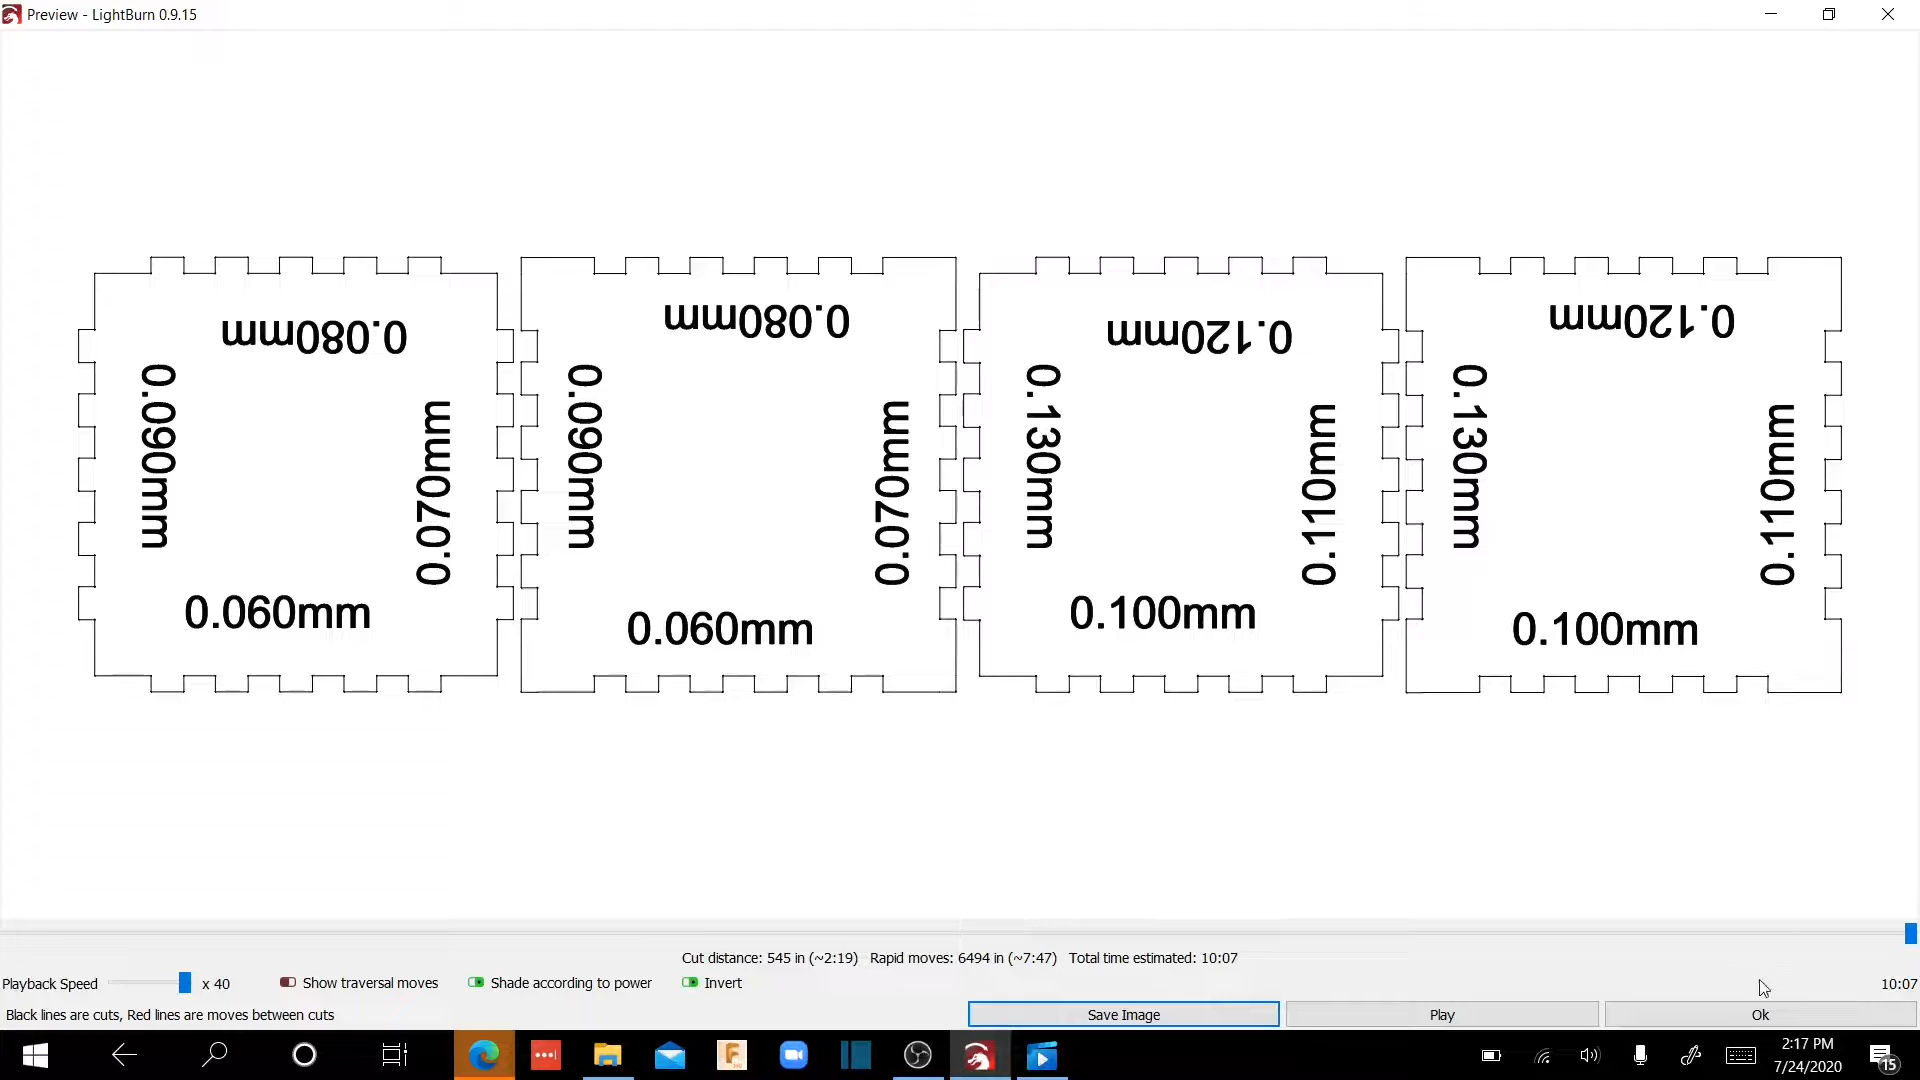 Preview - LightBurn 0.9.15
0.080mm
0.090mm
0.070mm
0.060mm
0.080mm
0.090mm
0.070mm
0.060mm
0.120mm
0.130mm
0.110mm
0.100mm
0.120mm
0.130mm
0.110mm
0.100mm
Cut distance: 545 in (~2:19) Rapid moves: 6494 in (~7:47) Total time estimated: 10:07
Playback Speed x 40 Show traversal moves Shade according to power Invert 10:07
Black lines are cuts, Red lines are moves between cuts Save Image Play Ok
2:17 PM
7/24/2020
15